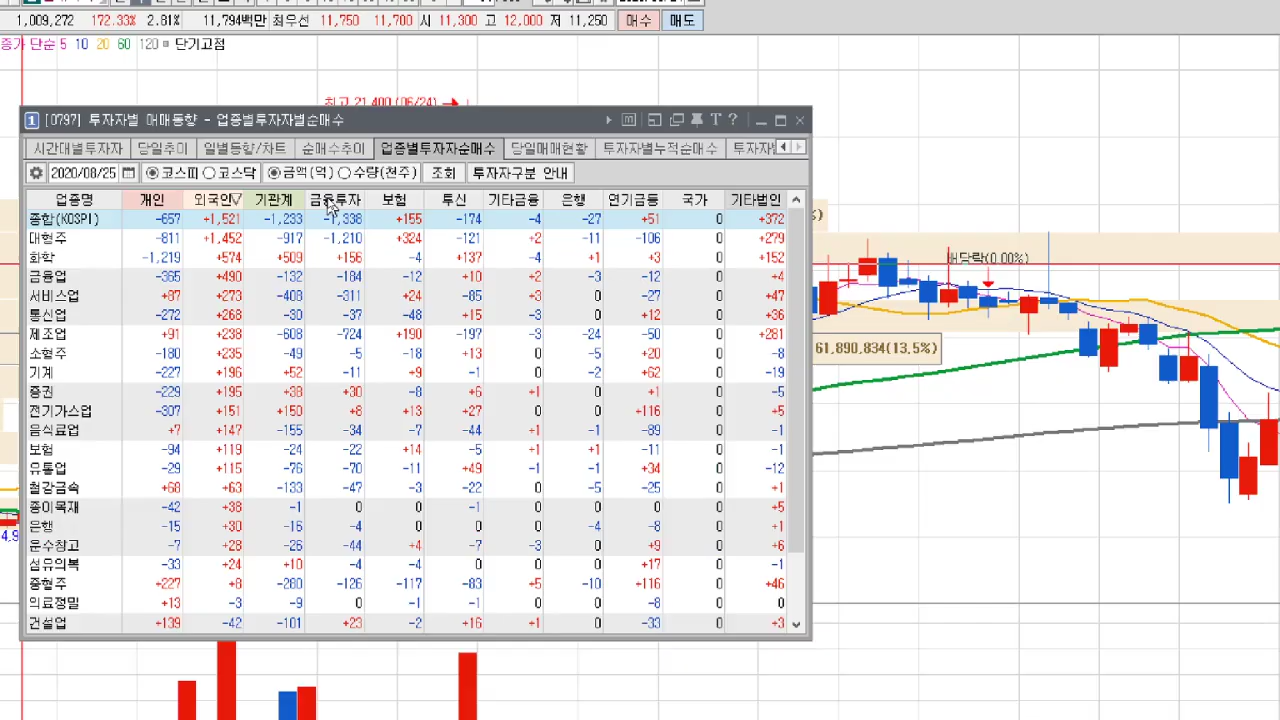 1,009,272 172.33% 2.81% 11,794백만 최우선 11,750 11,700 시 11,300 고 12,000 저 11,250 매수 매도
종가 단순 5 10 20 60 120 단기고점
최고 21,400 (06/24)
1 [0797] 투자자별 매매동향 - 업종별투자자별순매수
시간대별투자자 당일추이 일별동향/차트 순매수추이 업종별투자자순매수 당일매매현황 투자자별누적순매수 투자자
2020/08/25 코스피 코스닥 금액(억) 수량(천주) 조회 투자자구분 안내
업종명 개인 외국인▽ 기관계 금융투자 보험 투신 기타금융 은행 연기금등 국가 기타법인
종합(KOSPI) -657 +1,521 -1,233 -1,338 +155 -174 -4 -27 +51 0 +372
대형주 -811 +1,452 -917 -1,210 +324 -121 +2 -11 -106 0 +279
화학 -1,219 +574 +509 +156 -4 +137 -4 +1 +3 0 +152
금융업 -365 +490 -132 -184 -12 +10 +2 -3 -12 0 +4
서비스업 +87 +273 -408 -311 +24 -85 +3 0 -27 0 +47
통신업 -272 +268 -30 -37 -48 +15 -3 0 -12 0 +36
제조업 +91 +238 -608 -724 +190 -197 -3 -24 -50 0 +281
소형주 -180 +235 -49 -5 -18 +13 0 -5 +20 0 -8
기계 -227 +196 +52 -11 +9 -1 0 -2 +62 0 -19
증권 -229 +195 +38 +30 -8 +6 +1 0 +1 0 -5
전기가스업 -307 +151 +150 +8 +13 +27 0 0 +116 0 +5
음식료업 +7 +147 -155 -34 -7 -44 +1 -1 -89 0 -1
보험 -94 +119 -24 -22 +14 -5 +1 +1 -11 0 -1
유통업 -29 +115 -76 -70 -11 +49 -1 -1 +34 0 -12
철강금속 +68 +63 -133 -47 -3 -22 0 -5 -25 0 +1
종이목재 -42 +38 -1 0 0 -1 0 0 0 0 +5
은행 -15 +30 -16 -4 0 0 0 -4 -8 0 +1
운수창고 -7 +28 -26 -44 +4 -7 -3 0 +9 0 +6
섬유의복 -33 +24 +10 -4 -4 0 0 0 +17 0 -1
중형주 +227 +8 -280 -126 -117 -83 +5 -10 +116 0 +46
의료정밀 +13 -3 -9 0 -1 -1 0 0 -8 0 0
건설업 +139 -42 -101 +23 -2 +16 +1 0 -33 0 +3
배당락(0.00%)
61,890,834(13.5%)